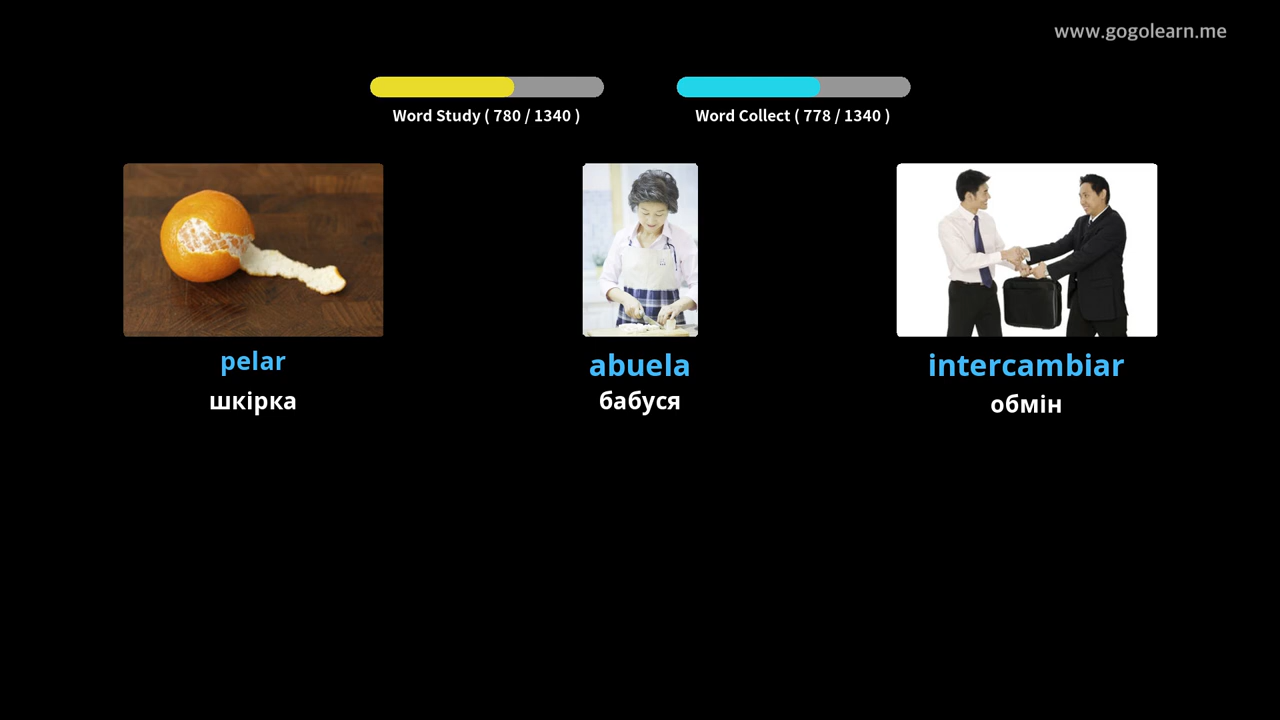 www.gogolearn.me
Word Study ( 780 / 1340 )
Word Collect ( 778 / 1340 )
pelar
шкірка
abuela
бабуся
intercambiar
обмін